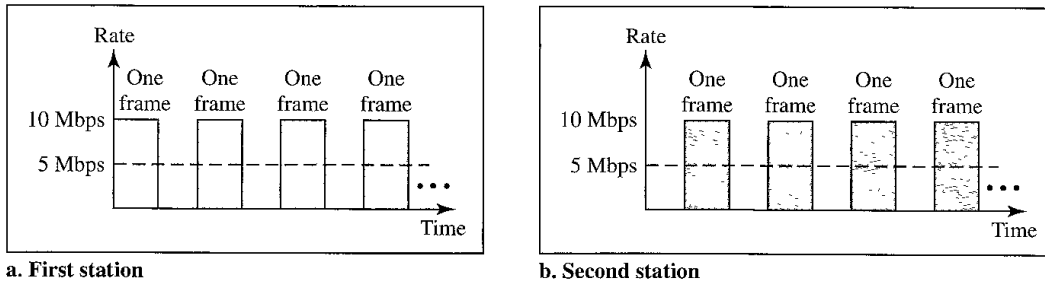 Rate
One One One One
frame frame frame frame
10 Mbps
5 Mbps
Time
a. First station
Rate
One One One One
frame frame frame frame
10 Mbps
5 Mbps
Time
b. Second station